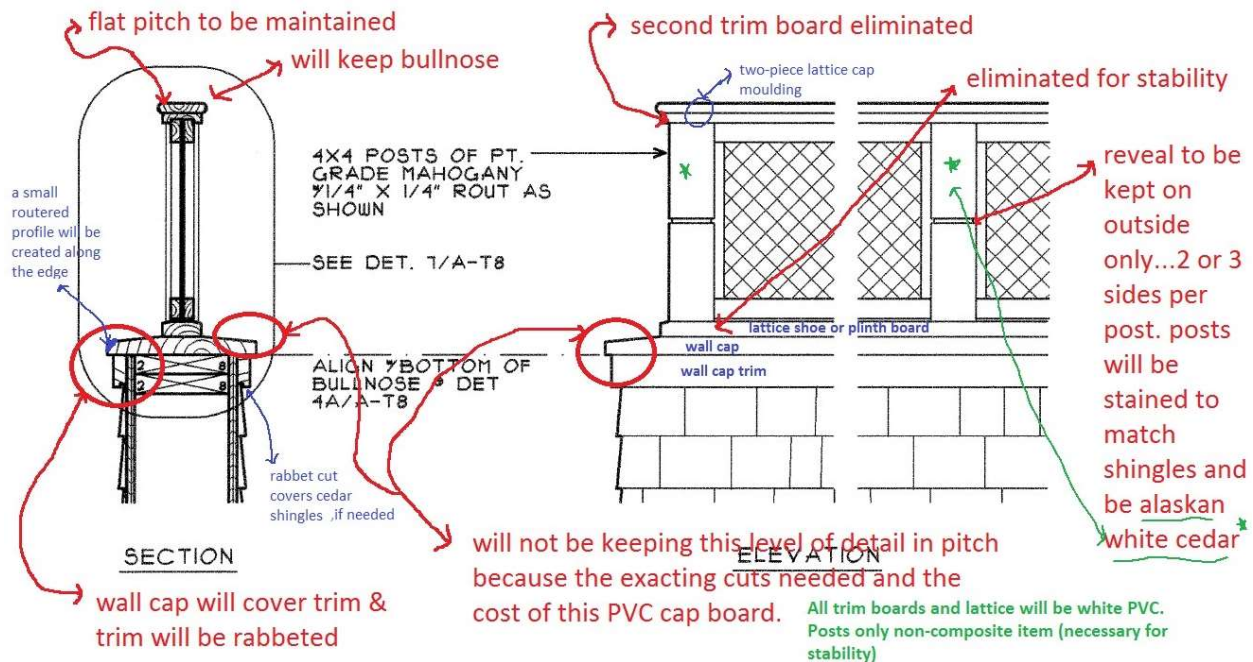 flat pitch to be maintained
will keep bullnose
second trim board eliminated
two-piece lattice cap
moulding
eliminated for stability
4X4 POSTS OF PT.
GRADE MAHOGANY
W/1/4" X 1/4" ROUT AS
SHOWN
a small
routered
profile will be
created along
the edge
SEE DET. 7/A-T8
reveal to be
kept on
outside
only...2 or 3
sides per
post. posts
will be
stained to
match
shingles and
be alaskan
white cedar *
lattice shoe or plinth board
wall cap
wall cap trim
2 8
2 8
ALIGN W/BOTTOM OF
BULLNOSE @ DET
4A/A-T8
rabbet cut
covers cedar
shingles ,if needed
SECTION
ELEVATION
wall cap will cover trim &
trim will be rabbeted
will not be keeping this level of detail in pitch
because the exacting cuts needed and the
cost of this PVC cap board.
All trim boards and lattice will be white PVC.
Posts only non-composite item (necessary for
stability)